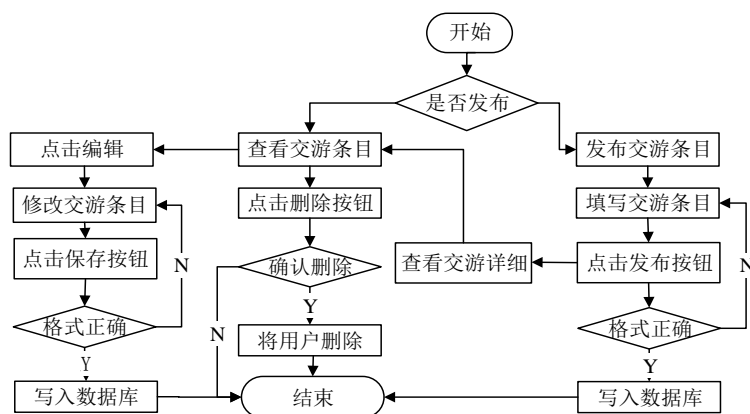 开始
是否发布
点击编辑
查看交游条目
发布交游条目
修改交游条目
点击删除按钮
填写交游条目
点击保存按钮
N
确认删除
查看交游详细
点击发布按钮
N
格式正确
N
Y
将用户删除
格式正确
Y
Y
写入数据库
结束
写入数据库